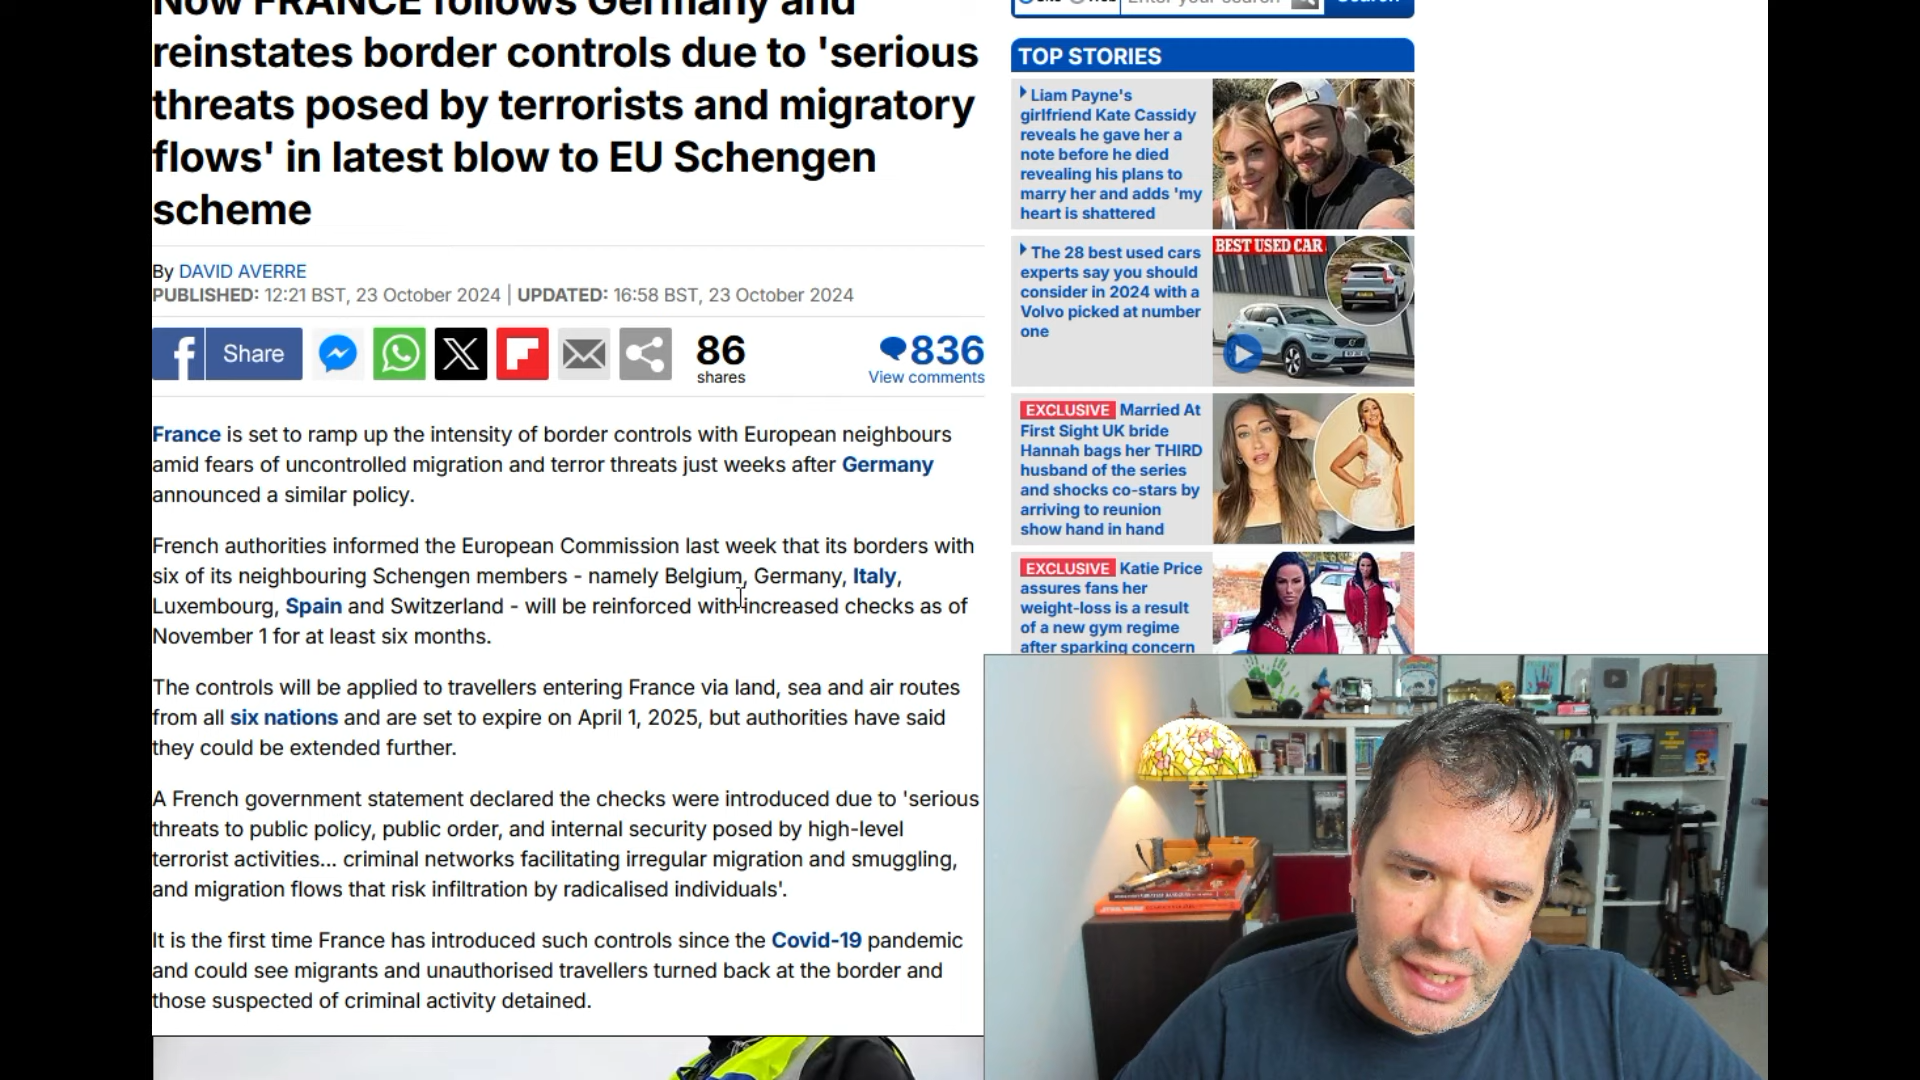 Now FRANCE follows Germany and
reinstates border controls due to 'serious
threats posed by terrorists and migratory
flows' in latest blow to EU Schengen
scheme
By DAVID AVERRE
PUBLISHED: 12:21 BST, 23 October 2024 | UPDATED: 16:58 BST, 23 October 2024
Share
86
shares
836
View comments
France is set to ramp up the intensity of border controls with European neighbours
amid fears of uncontrolled migration and terror threats just weeks after Germany
announced a similar policy.
French authorities informed the European Commission last week that its borders with
six of its neighbouring Schengen members - namely Belgium, Germany, Italy,
Luxembourg, Spain and Switzerland - will be reinforced with increased checks as of
November 1 for at least six months.
The controls will be applied to travellers entering France via land, sea and air routes
from all six nations and are set to expire on April 1, 2025, but authorities have said
they could be extended further.
A French government statement declared the checks were introduced due to 'serious
threats to public policy, public order, and internal security posed by high-level
terrorist activities... criminal networks facilitating irregular migration and smuggling,
and migration flows that risk infiltration by radicalised individuals'.
It is the first time France has introduced such controls since the Covid-19 pandemic
and could see migrants and unauthorised travellers turned back at the border and
those suspected of criminal activity detained.
Enter your search
Search
TOP STORIES
Liam Payne's
girlfriend Kate Cassidy
reveals he gave her a
note before he died
revealing his plans to
marry her and adds 'my
heart is shattered
The 28 best used cars
experts say you should
consider in 2024 with a
Volvo picked at number
one
BEST USED CAR
EXCLUSIVE Married At
First Sight UK bride
Hannah bags her THIRD
husband of the series
and shocks co-stars by
arriving to reunion
show hand in hand
EXCLUSIVE Katie Price
assures fans her
weight-loss is a result
of a new gym regime
after sparking concern